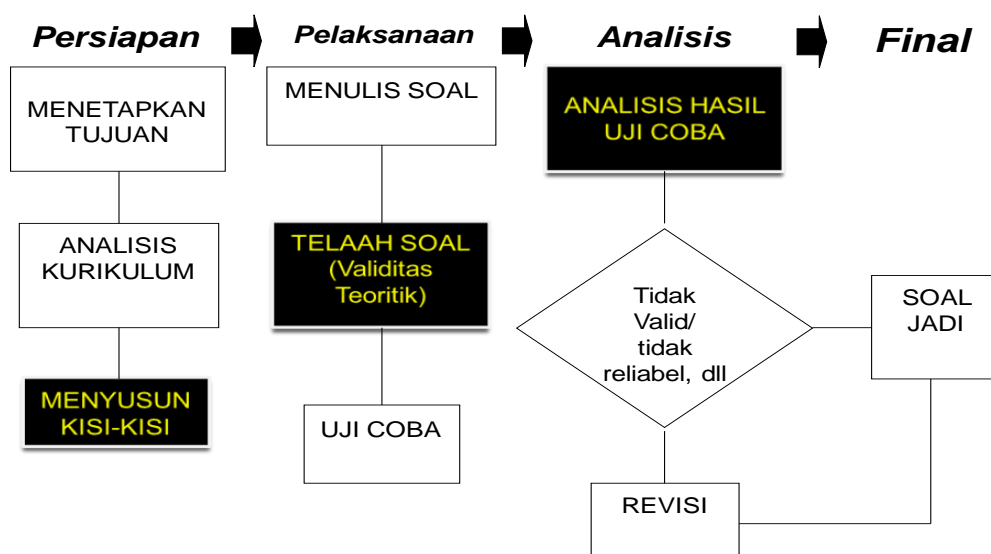 Persiapan
Pelaksanaan
Analisis
Final
MENETAPKAN
TUJUAN
ANALISIS
KURIKULUM
MENYUSUN
KISI-KISI
MENULIS SOAL
TELAAH SOAL
(Validitas
Teoritik)
UJI COBA
ANALISIS HASIL
UJI COBA
Tidak
Valid/
tidak
reliabel, dll
REVISI
SOAL
JADI